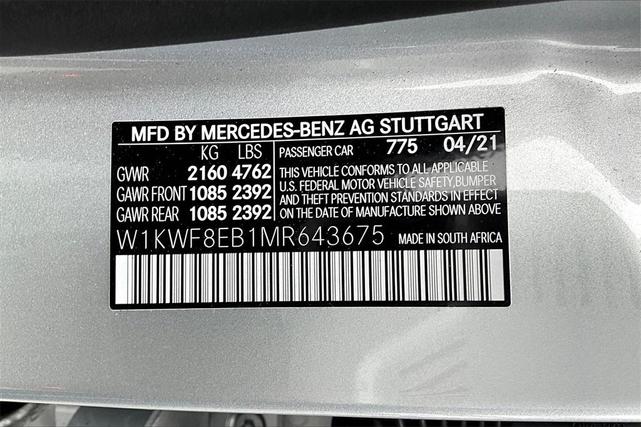 MFD BY MERCEDES-BENZ AG STUTTGART
KG LBS
GVWR 2160 4762
GAWR FRONT 1085 2392
GAWR REAR 1085 2392
PASSENGER CAR 775 04/21
THIS VEHICLE CONFORMS TO ALL APPLICABLE
U.S. FEDERAL MOTOR VEHICLE SAFETY,BUMPER
AND THEFT PREVENTION STANDARDS IN EFFECT
ON THE DATE OF MANUFACTURE SHOWN ABOVE
W1KWF8EB1MR643675 MADE IN SOUTH AFRICA